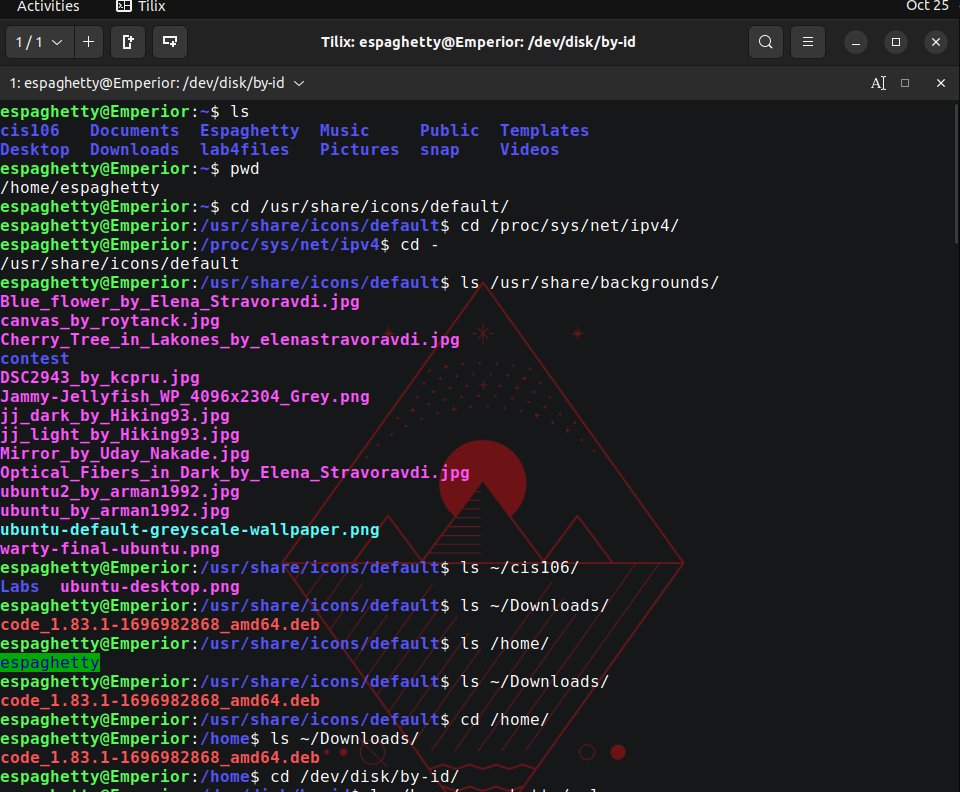 Activities Tilix Oct 25
1 / 1 Tilix: espaghetty@Emperior: /dev/disk/by-id
1: espaghetty@Emperior: /dev/disk/by-id
espaghetty@Emperior:~$ ls
cis106 Documents Espaghetty Music Public Templates
Desktop Downloads lab4files Pictures snap Videos
espaghetty@Emperior:~$ pwd
/home/espaghetty
espaghetty@Emperior:~$ cd /usr/share/icons/default/
espaghetty@Emperior:/usr/share/icons/default$ cd /proc/sys/net/ipv4/
espaghetty@Emperior:/proc/sys/net/ipv4$ cd -
/usr/share/icons/default
espaghetty@Emperior:/usr/share/icons/default$ ls /usr/share/backgrounds/
Blue_flower_by_Elena_Stravoravdi.jpg
canvas_by_roytanck.jpg
Cherry_Tree_in_Lakones_by_elenastravoravdi.jpg
contest
DSC2943_by_kcpru.jpg
Jammy-Jellyfish_WP_4096x2304_Grey.png
jj_dark_by_Hiking93.jpg
jj_light_by_Hiking93.jpg
Mirror_by_Uday_Nakade.jpg
Optical_Fibers_in_Dark_by_Elena_Stravoravdi.jpg
ubuntu2_by_arman1992.jpg
ubuntu_by_arman1992.jpg
ubuntu-default-greyscale-wallpaper.png
warty-final-ubuntu.png
espaghetty@Emperior:/usr/share/icons/default$ ls ~/cis106/
Labs ubuntu-desktop.png
espaghetty@Emperior:/usr/share/icons/default$ ls ~/Downloads/
code_1.83.1-1696982868_amd64.deb
espaghetty@Emperior:/usr/share/icons/default$ ls /home/
espaghetty
espaghetty@Emperior:/usr/share/icons/default$ ls ~/Downloads/
code_1.83.1-1696982868_amd64.deb
espaghetty@Emperior:/usr/share/icons/default$ cd /home/
espaghetty@Emperior:/home$ ls ~/Downloads/
code_1.83.1-1696982868_amd64.deb
espaghetty@Emperior:/home$ cd /dev/disk/by-id/